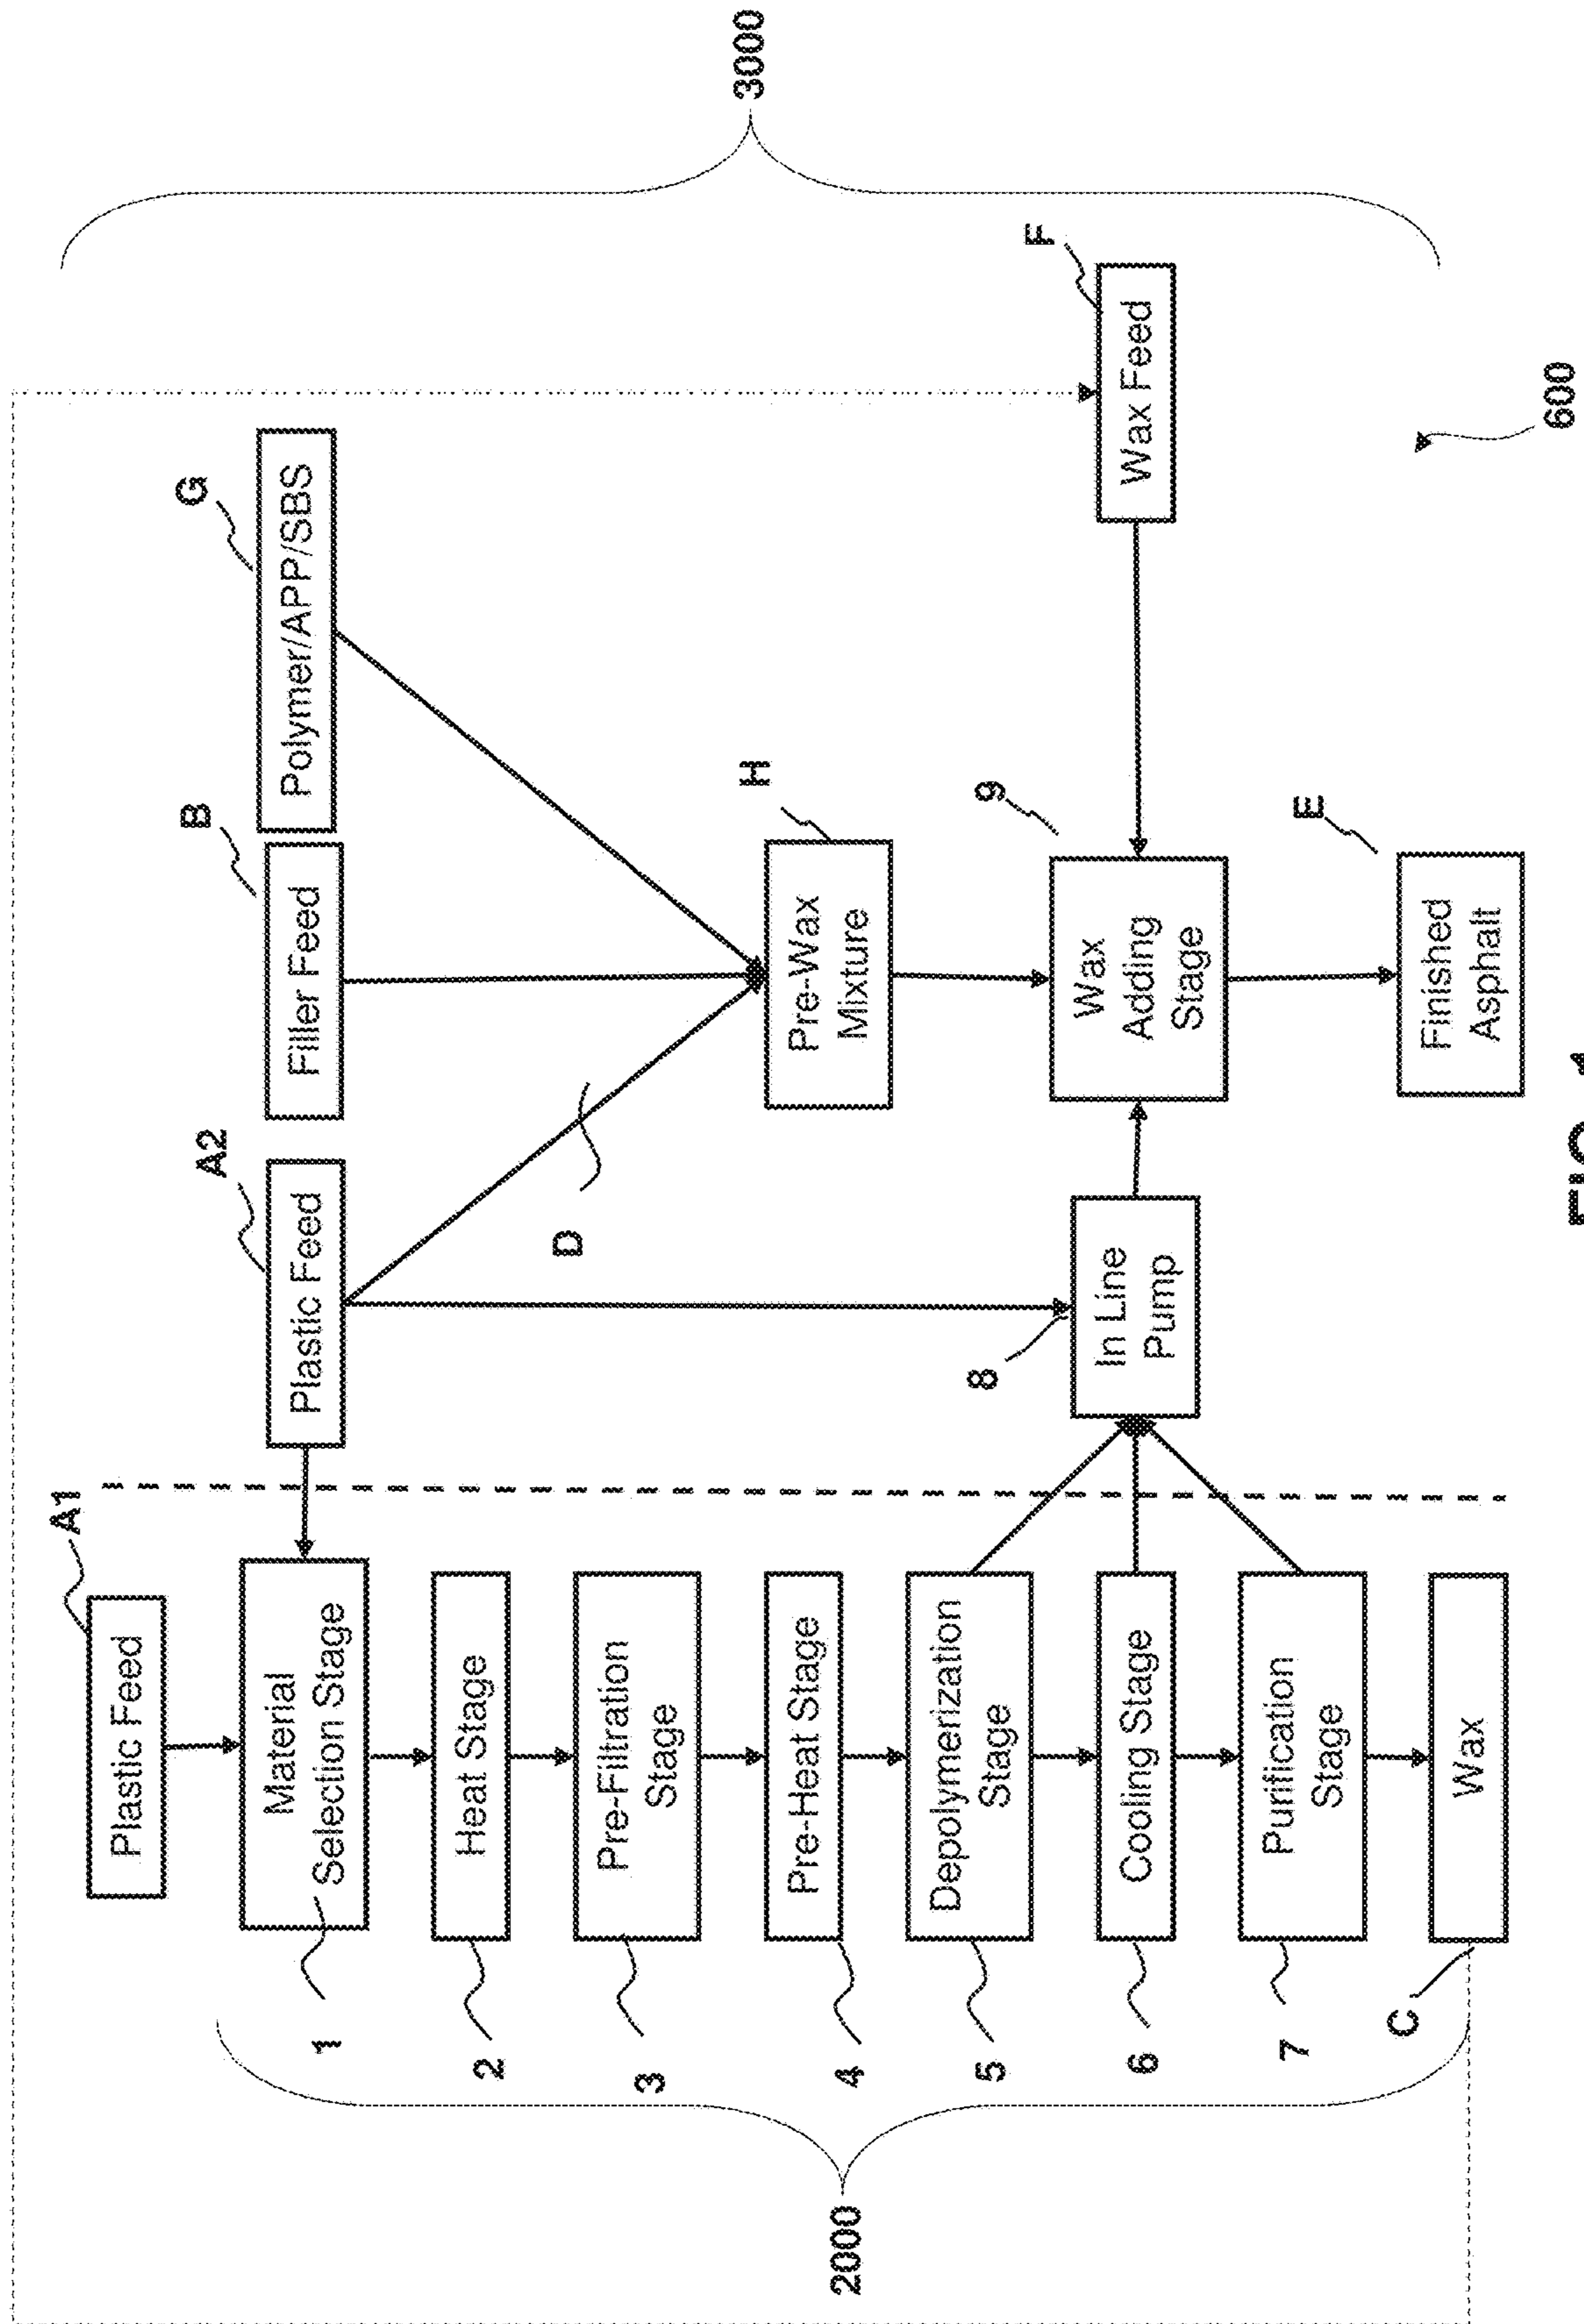 A1
Plastic Feed
A2
Plastic Feed
B
Filler Feed
G
Polymer/APP/SBS
3000
1
Material
Selection Stage
2
Heat Stage
3
Pre-Filtration
Stage
D
4
Pre-Heat Stage
H
Pre-Wax
Mixture
2000
5
Depolymerization
Stage
8
In Line
Pump
9
Wax
Adding
Stage
F
Wax Feed
6
Cooling Stage
7
Purification
Stage
C
Wax
E
Finished
Asphalt
600
FIG. 1